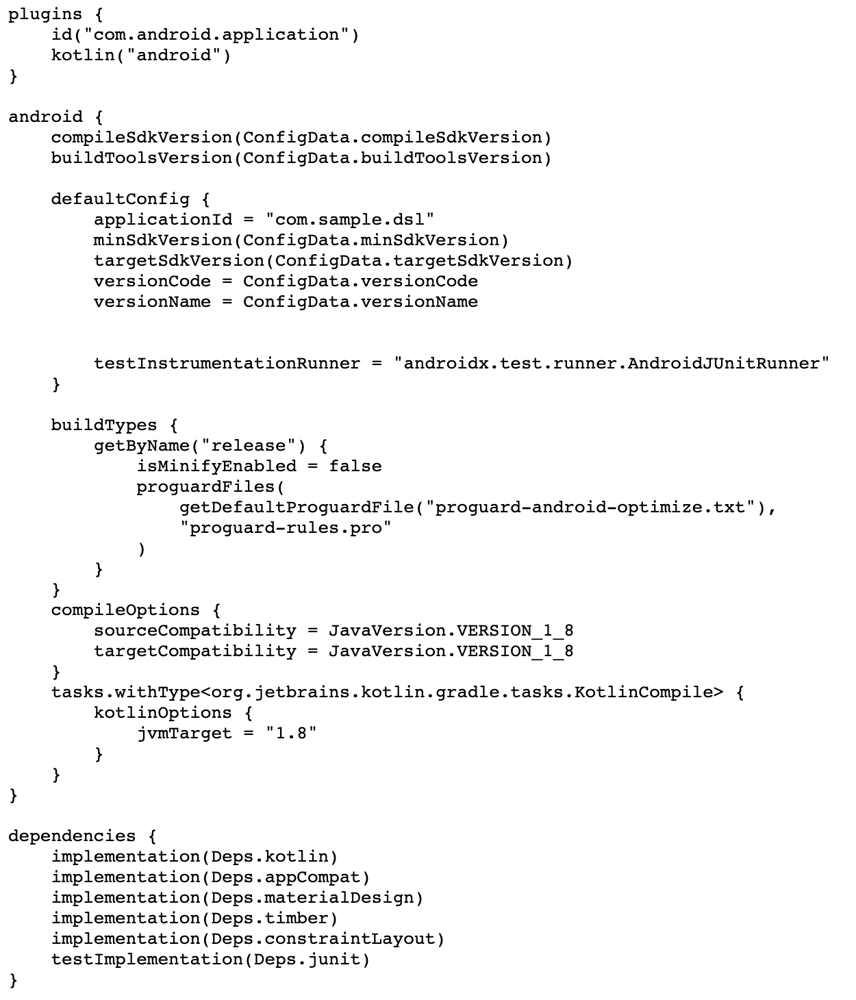 plugins {
    id("com.android.application")
    kotlin("android")
}

android {
    compileSdkVersion(ConfigData.compileSdkVersion)
    buildToolsVersion(ConfigData.buildToolsVersion)

    defaultConfig {
        applicationId = "com.sample.dsl"
        minSdkVersion(ConfigData.minSdkVersion)
        targetSdkVersion(ConfigData.targetSdkVersion)
        versionCode = ConfigData.versionCode
        versionName = ConfigData.versionName


        testInstrumentationRunner = "androidx.test.runner.AndroidJUnitRunner"
    }

    buildTypes {
        getByName("release") {
            isMinifyEnabled = false
            proguardFiles(
                getDefaultProguardFile("proguard-android-optimize.txt"),
                "proguard-rules.pro"
            )
        }
    }
    compileOptions {
        sourceCompatibility = JavaVersion.VERSION_1_8
        targetCompatibility = JavaVersion.VERSION_1_8
    }
    tasks.withType<org.jetbrains.kotlin.gradle.tasks.KotlinCompile> {
        kotlinOptions {
            jvmTarget = "1.8"
        }
    }
}

dependencies {
    implementation(Deps.kotlin)
    implementation(Deps.appCompat)
    implementation(Deps.materialDesign)
    implementation(Deps.timber)
    implementation(Deps.constraintLayout)
    testImplementation(Deps.junit)
}